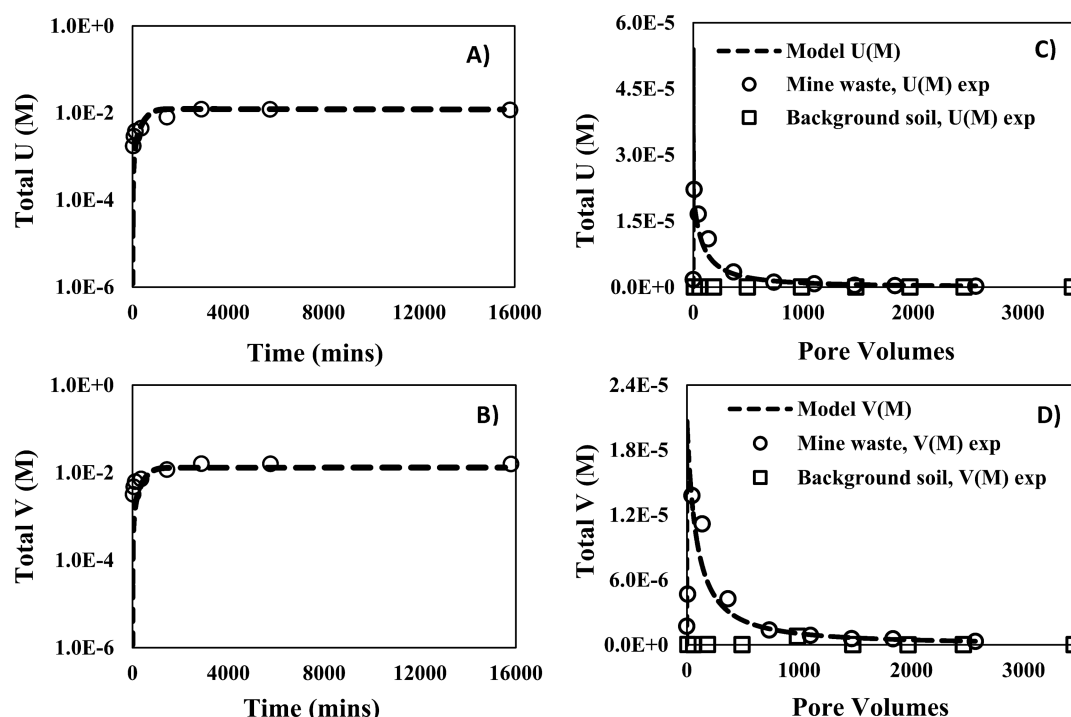 A)
1.0E+0
1.0E-2
1.0E-4
1.0E-6
Total U (M)
0 4000 8000 12000 16000
Time (mins)
C)
6.0E-5
4.5E-5
3.0E-5
1.5E-5
0.0E+0
Total U (M)
Model U(M)
Mine waste, U(M) exp
Background soil, U(M) exp
0 1000 2000 3000
Pore Volumes
B)
1.0E+0
1.0E-2
1.0E-4
1.0E-6
Total V (M)
0 4000 8000 12000 16000
Time (mins)
D)
2.4E-5
1.8E-5
1.2E-5
6.0E-6
0.0E+0
Total V (M)
Model V(M)
Mine waste, V(M) exp
Background soil, V(M) exp
0 1000 2000 3000
Pore Volumes